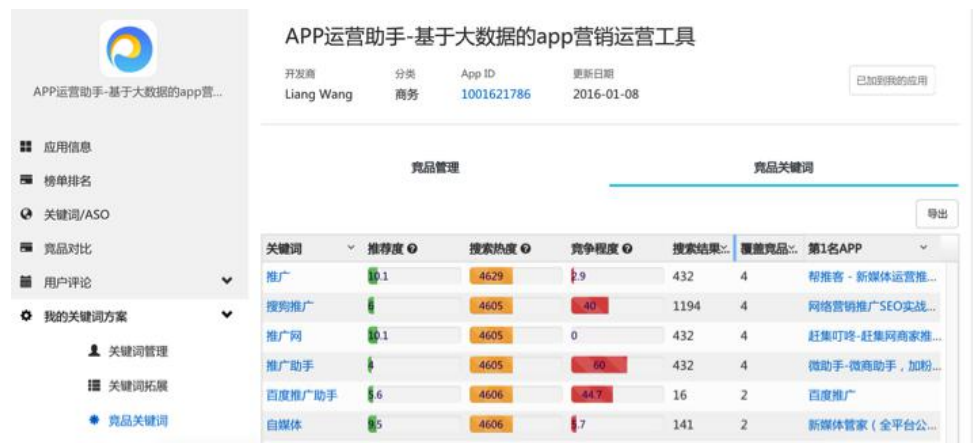 APP运营助手-基于大数据的app营...
应用信息
榜单排名
关键词/ASO
竞品对比
用户评论
我的关键词方案
关键词管理
关键词拓展
竞品关键词
APP运营助手-基于大数据的app营销运营工具
开发商 分类 App ID 更新日期
Liang Wang 商务 1001621786 2016-01-08
已加到我的应用
竞品管理 竞品关键词
导出
关键词 推荐度 搜索热度 竞争程度 搜索结果... 覆盖竞品... 第1名APP
推广 10.1 4629 2.9 432 4 帮推客 - 新媒体运营推...
搜狗推广 6 4605 40 1194 4 网络营销推广SEO实战...
推广网 10.1 4605 0 432 4 赶集叮咚-赶集网商家推...
推广助手 4 4605 60 432 4 微助手-微商助手，加粉...
百度推广助手 5.6 4606 44.7 16 2 百度推广
自媒体 9.5 4606 5.7 141 2 新媒体管家（全平台公...